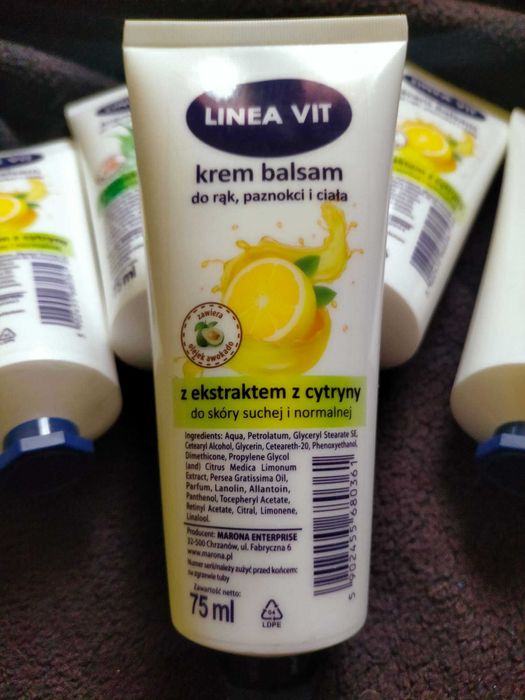 LINEA VIT
krem balsam
do rąk, paznokci i ciała
zawiera
olejek awokado
z ekstraktem z cytryny
do skóry suchej i normalnej
Ingredients: Aqua, Petrolatum, Glyceryl Stearate SE,
Cetearyl Alcohol, Glycerin, Ceteareth-20, Phenoxyethanol,
Dimethicone, Propylene Glycol
(and) Citrus Medica Limonum
Extract, Persea Gratissima Oil,
Parfum, Lanolin, Allantoin,
Panthenol, Tocopheryl Acetate,
Retinyl Acetate, Citral, Limonene,
Linalool.
Producent: MARONA ENTERPRISE
32-500 Chrzanów, ul. Fabryczna 6
www.marona.pl
Numer serii/należy zużyć przed końcem:
na zgrzewie tuby
Zawartość netto:
75 ml
04
LDPE
5 902455 680361
z cytryny
normalnej
75 ml